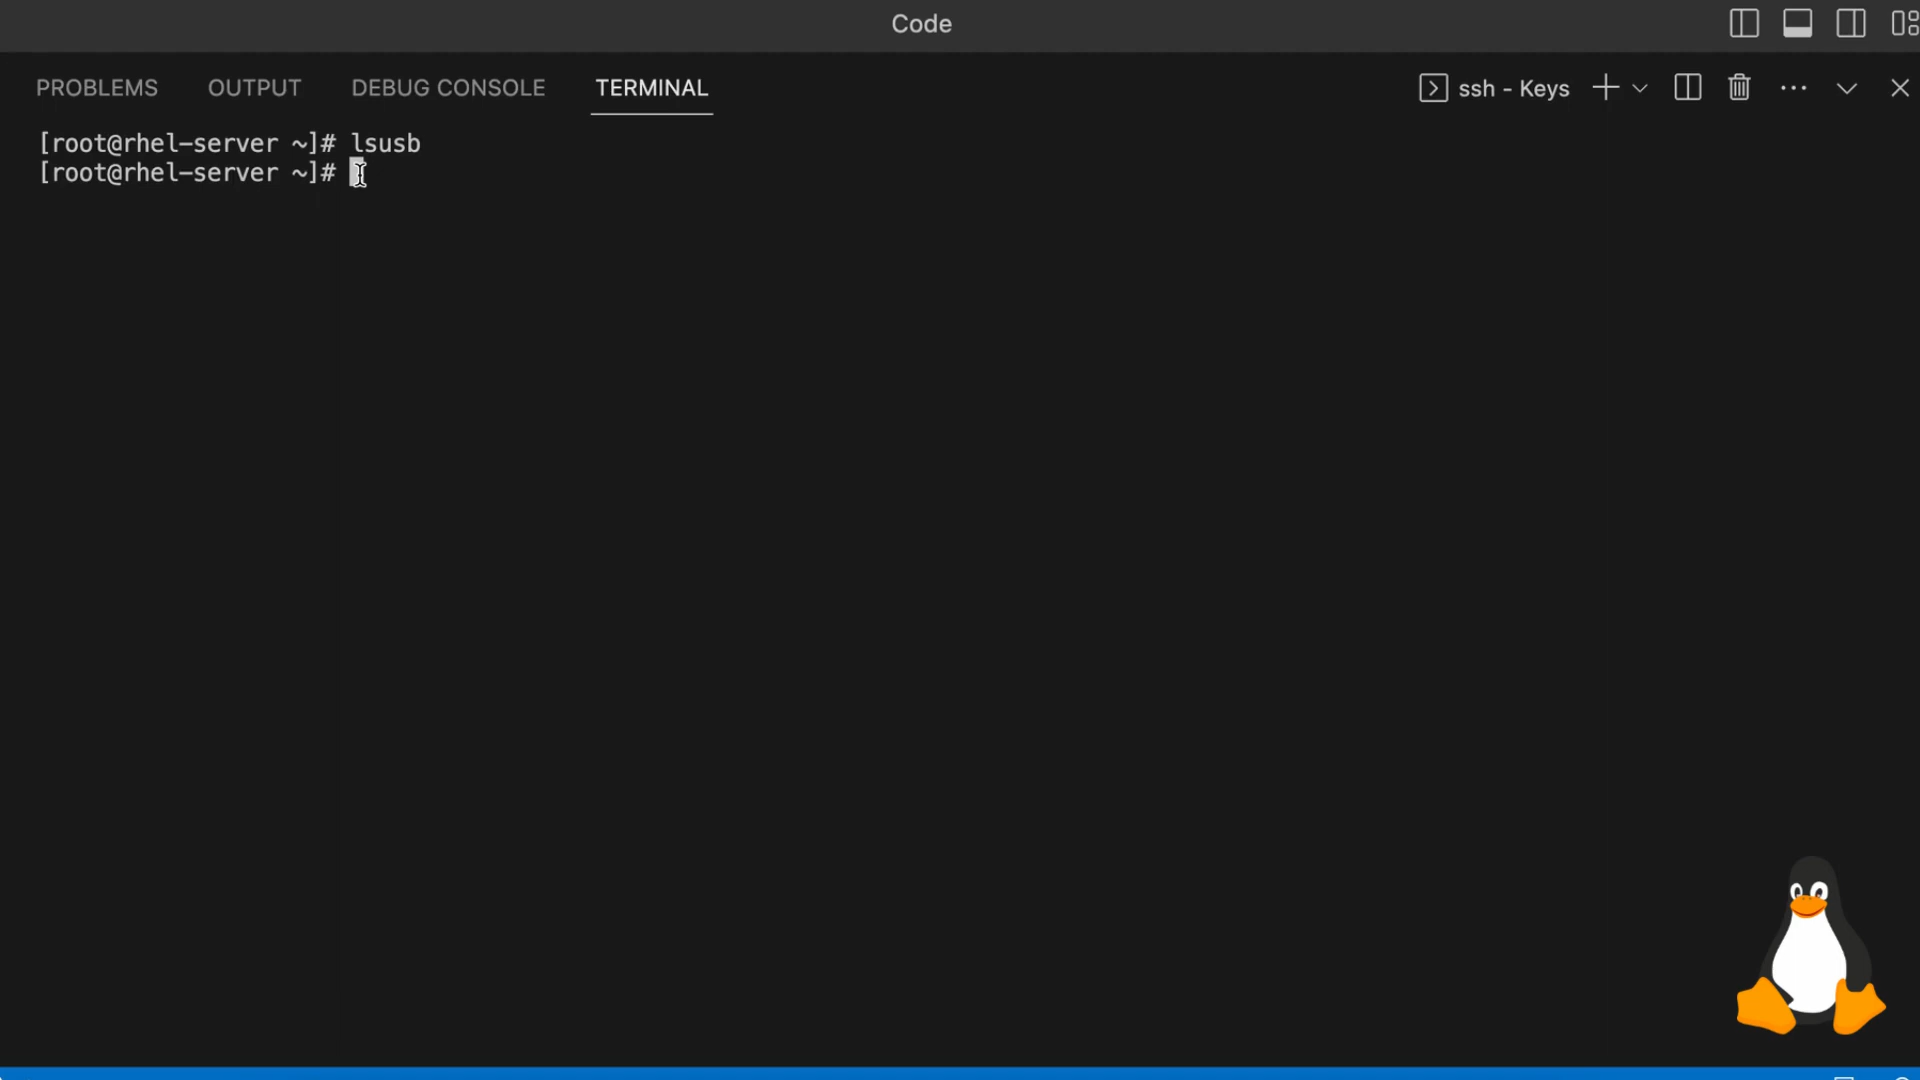 Code
PROBLEMS OUTPUT DEBUG CONSOLE TERMINAL ssh - Keys
[root@rhel-server ~]# lsusb
[root@rhel-server ~]#